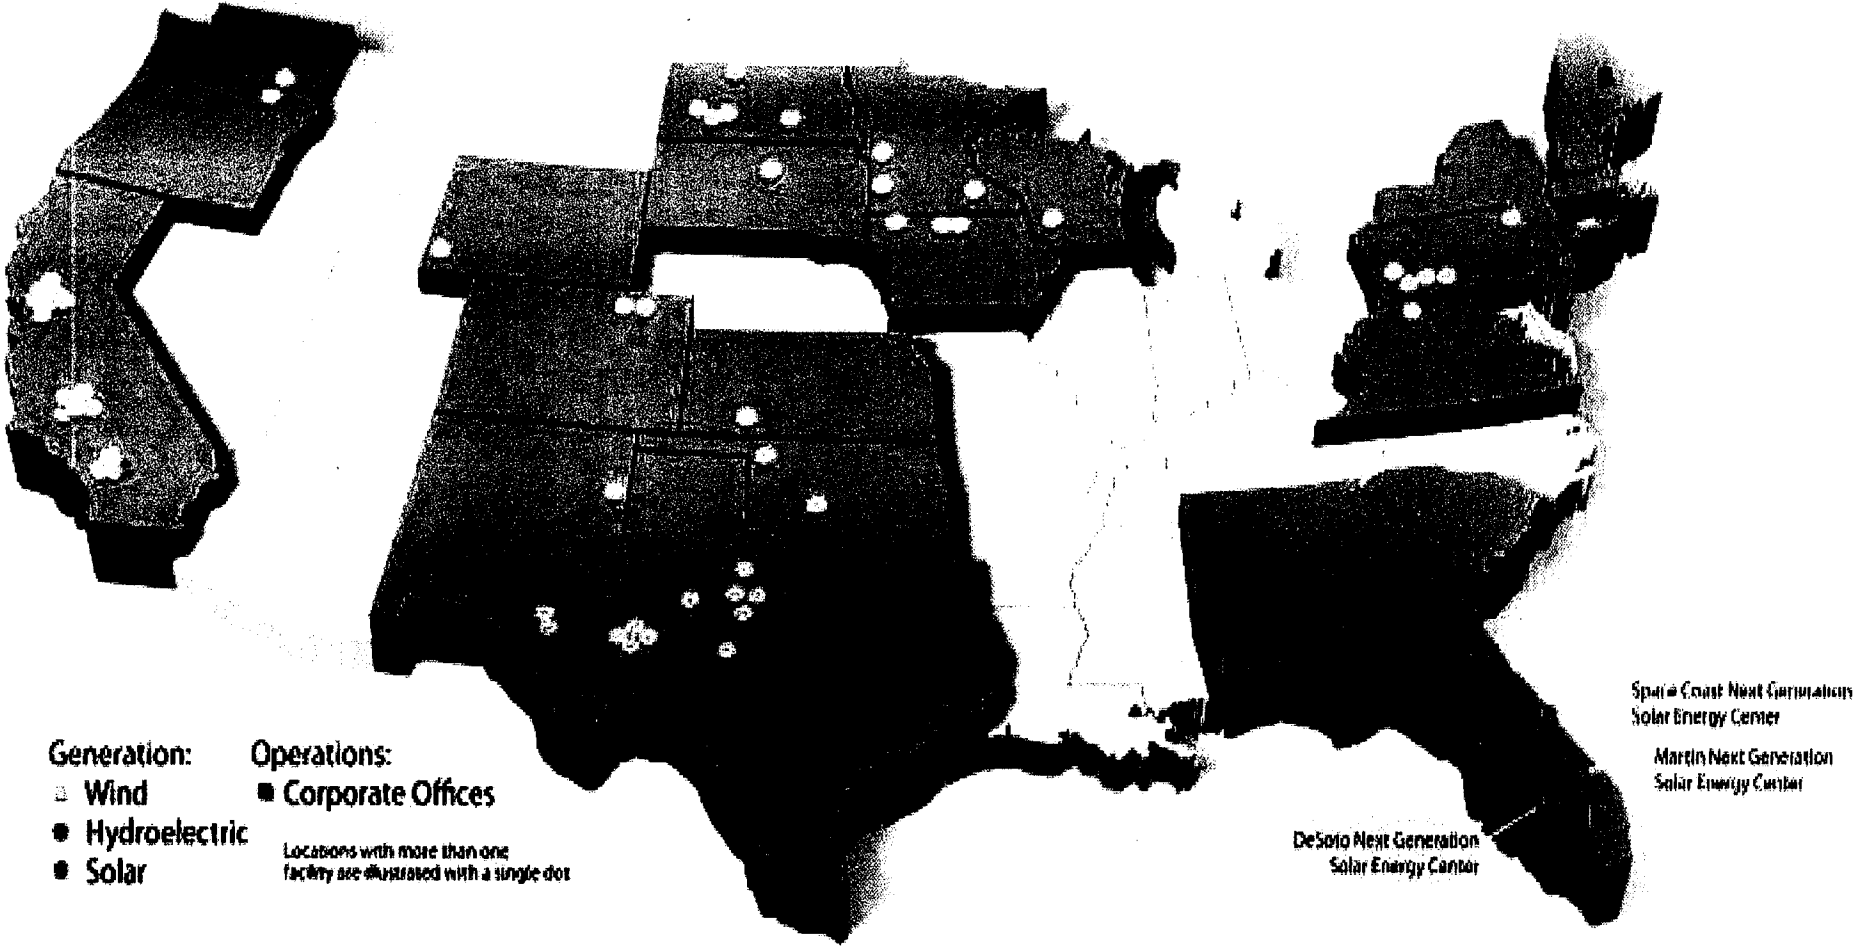 Space Coast Next Generation
Solar Energy Center
Martin Next Generation
Solar Energy Center
DeSoto Next Generation
Solar Energy Center
Generation:
Wind
Hydroelectric
Solar
Operations:
Corporate Offices
Locations with more than one
facility are illustrated with a single dot